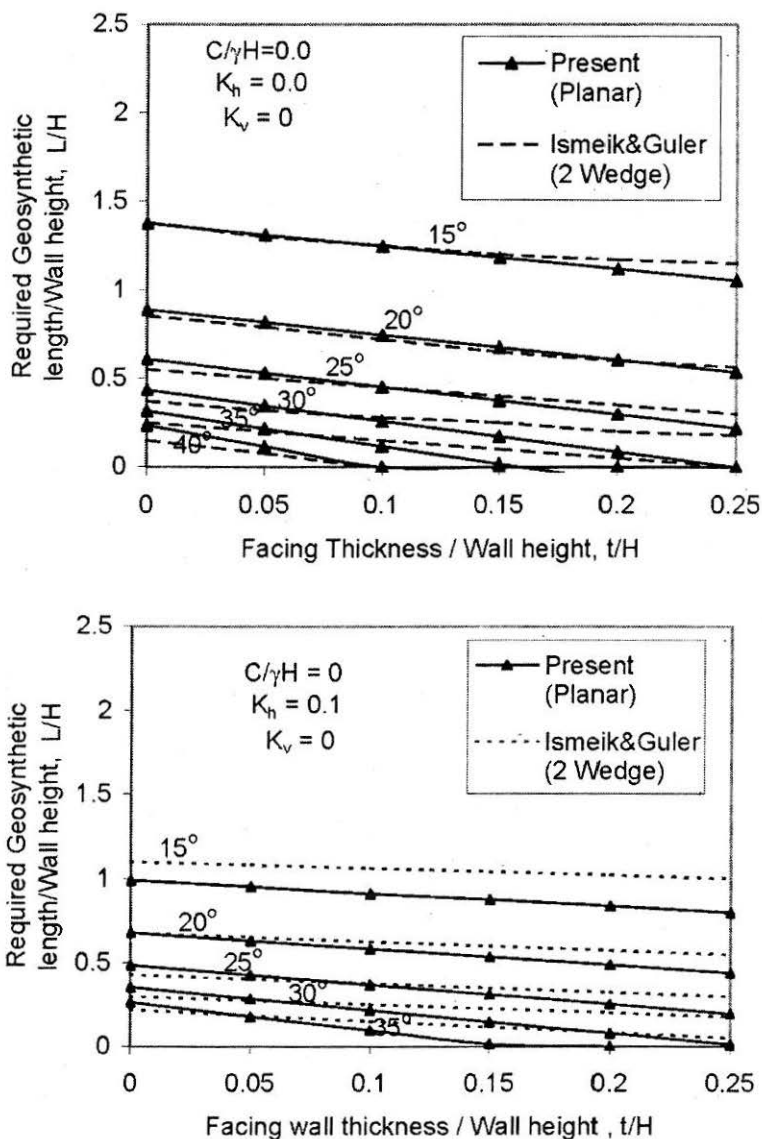 2.5
2
1.5
1
0.5
0
Required Geosynthetic
length/Wall height, L/H
C/γH=0.0
Kₕ = 0.0
Kᵥ = 0
Present
(Planar)
Ismeik&Guler
(2 Wedge)
15°
20°
25°
30°
35°
40°
0 0.05 0.1 0.15 0.2 0.25
Facing Thickness / Wall height, t/H
2.5
2
1.5
1
0.5
0
Required Geosynthetic
length/Wall height, L/H
C/γH = 0
Kₕ = 0.1
Kᵥ = 0
Present
(Planar)
Ismeik&Guler
(2 Wedge)
15°
20°
25°
30°
35°
0 0.05 0.1 0.15 0.2 0.25
Facing wall thickness / Wall height , t/H